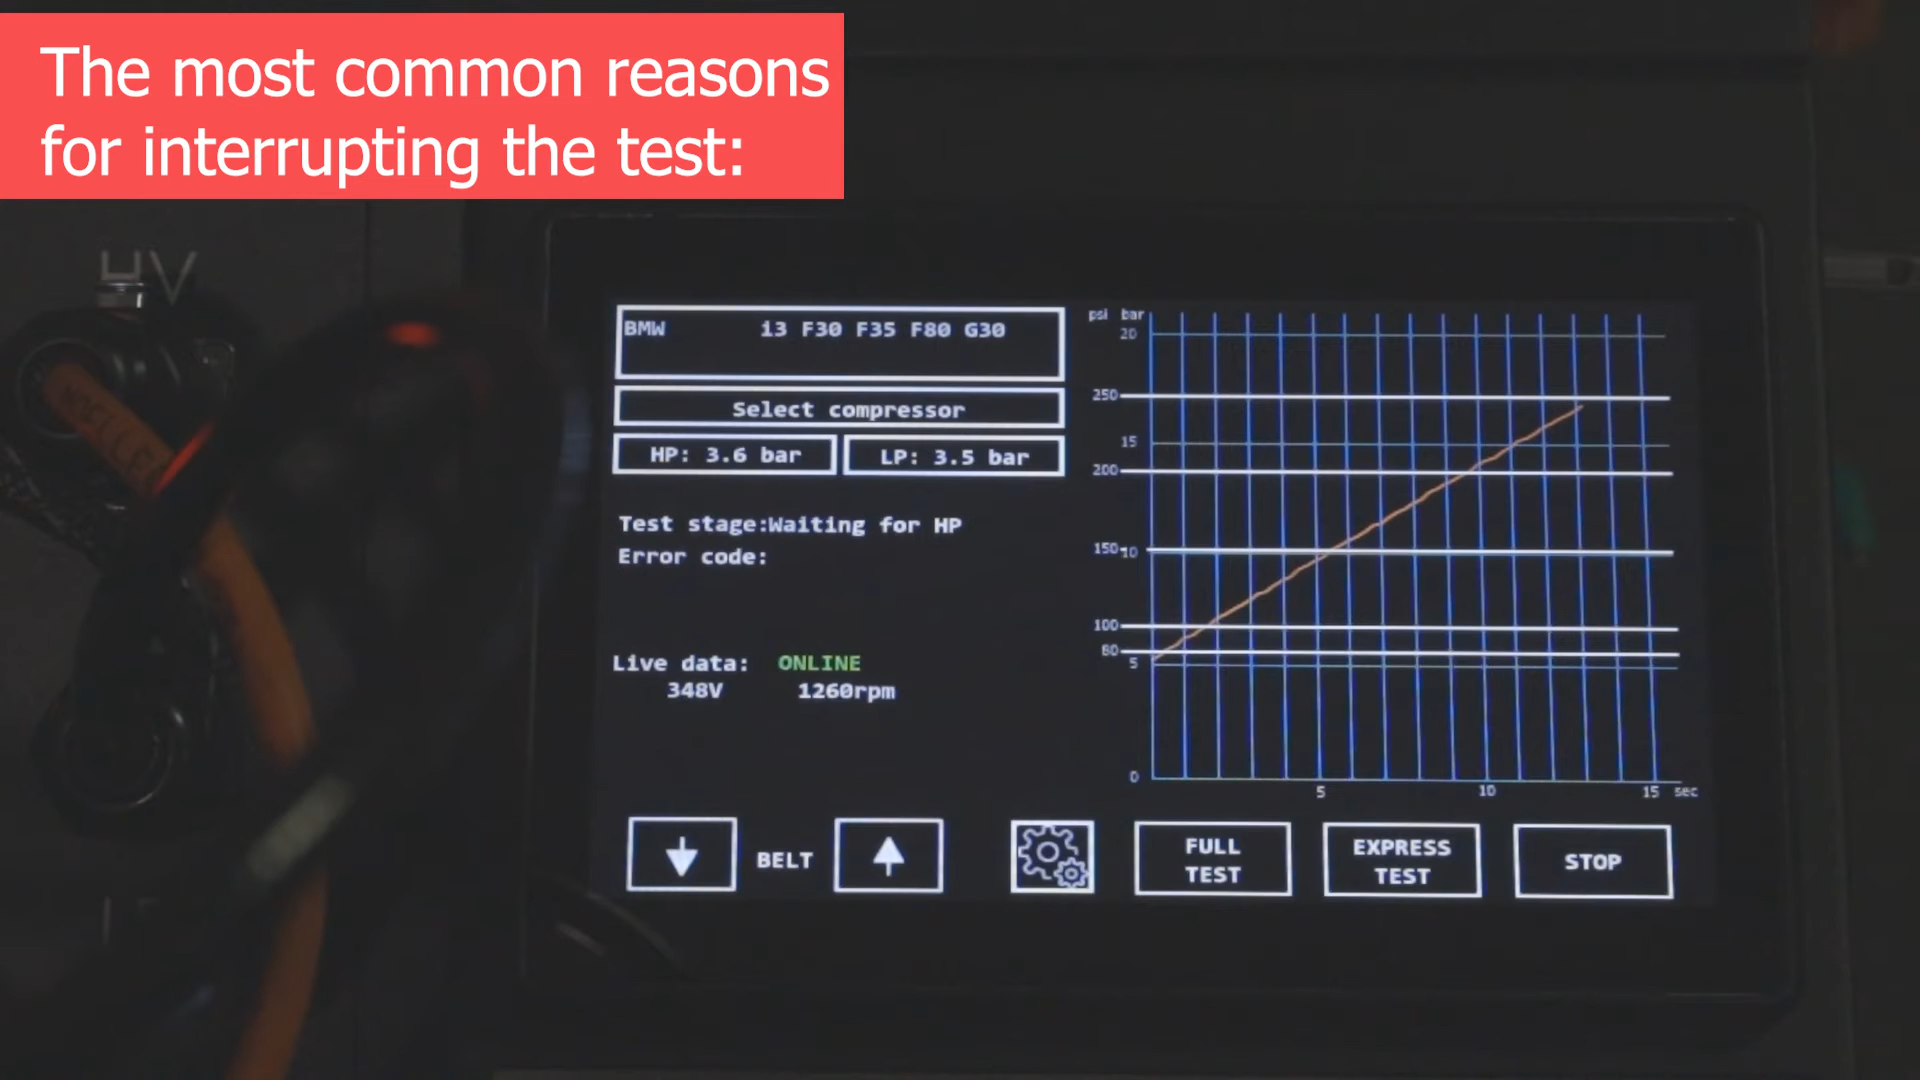 The most common reasons
for interrupting the test:
HV
BMW i3 F30 F35 F80 G30
Select compressor
HP: 3.6 bar LP: 3.5 bar
Test stage:Waiting for HP
Error code:
Live data: ONLINE
348V 1260rpm
psi bar
20
250
15
200
150 10
100
80
5
0
5 10 15 sec
BELT
FULL
TEST
EXPRESS
TEST
STOP